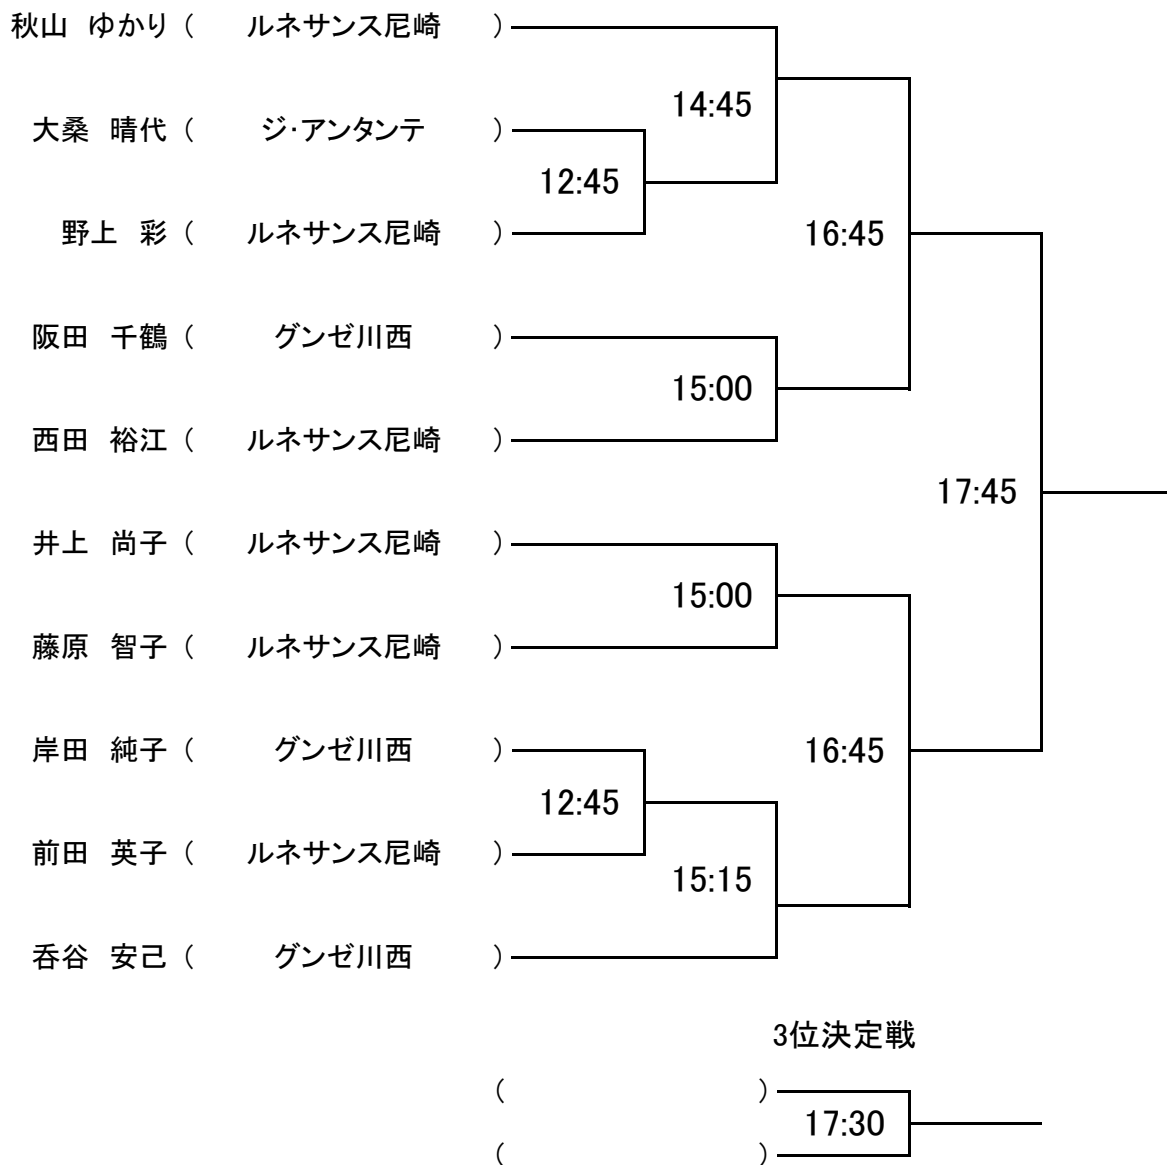 秋山 ゆかり ( ルネサンス尼崎 )
14:45
大桑 晴代 ( ジ・アンタンテ )
12:45
野上 彩 ( ルネサンス尼崎 )
16:45
阪田 千鶴 ( グンゼ川西 )
15:00
西田 裕江 ( ルネサンス尼崎 )
17:45
井上 尚子 ( ルネサンス尼崎 )
15:00
藤原 智子 ( ルネサンス尼崎 )
岸田 純子 ( グンゼ川西 )
16:45
12:45
前田 英子 ( ルネサンス尼崎 )
15:15
呑谷 安己 ( グンゼ川西 )
3位決定戦
( )
17:30
( )